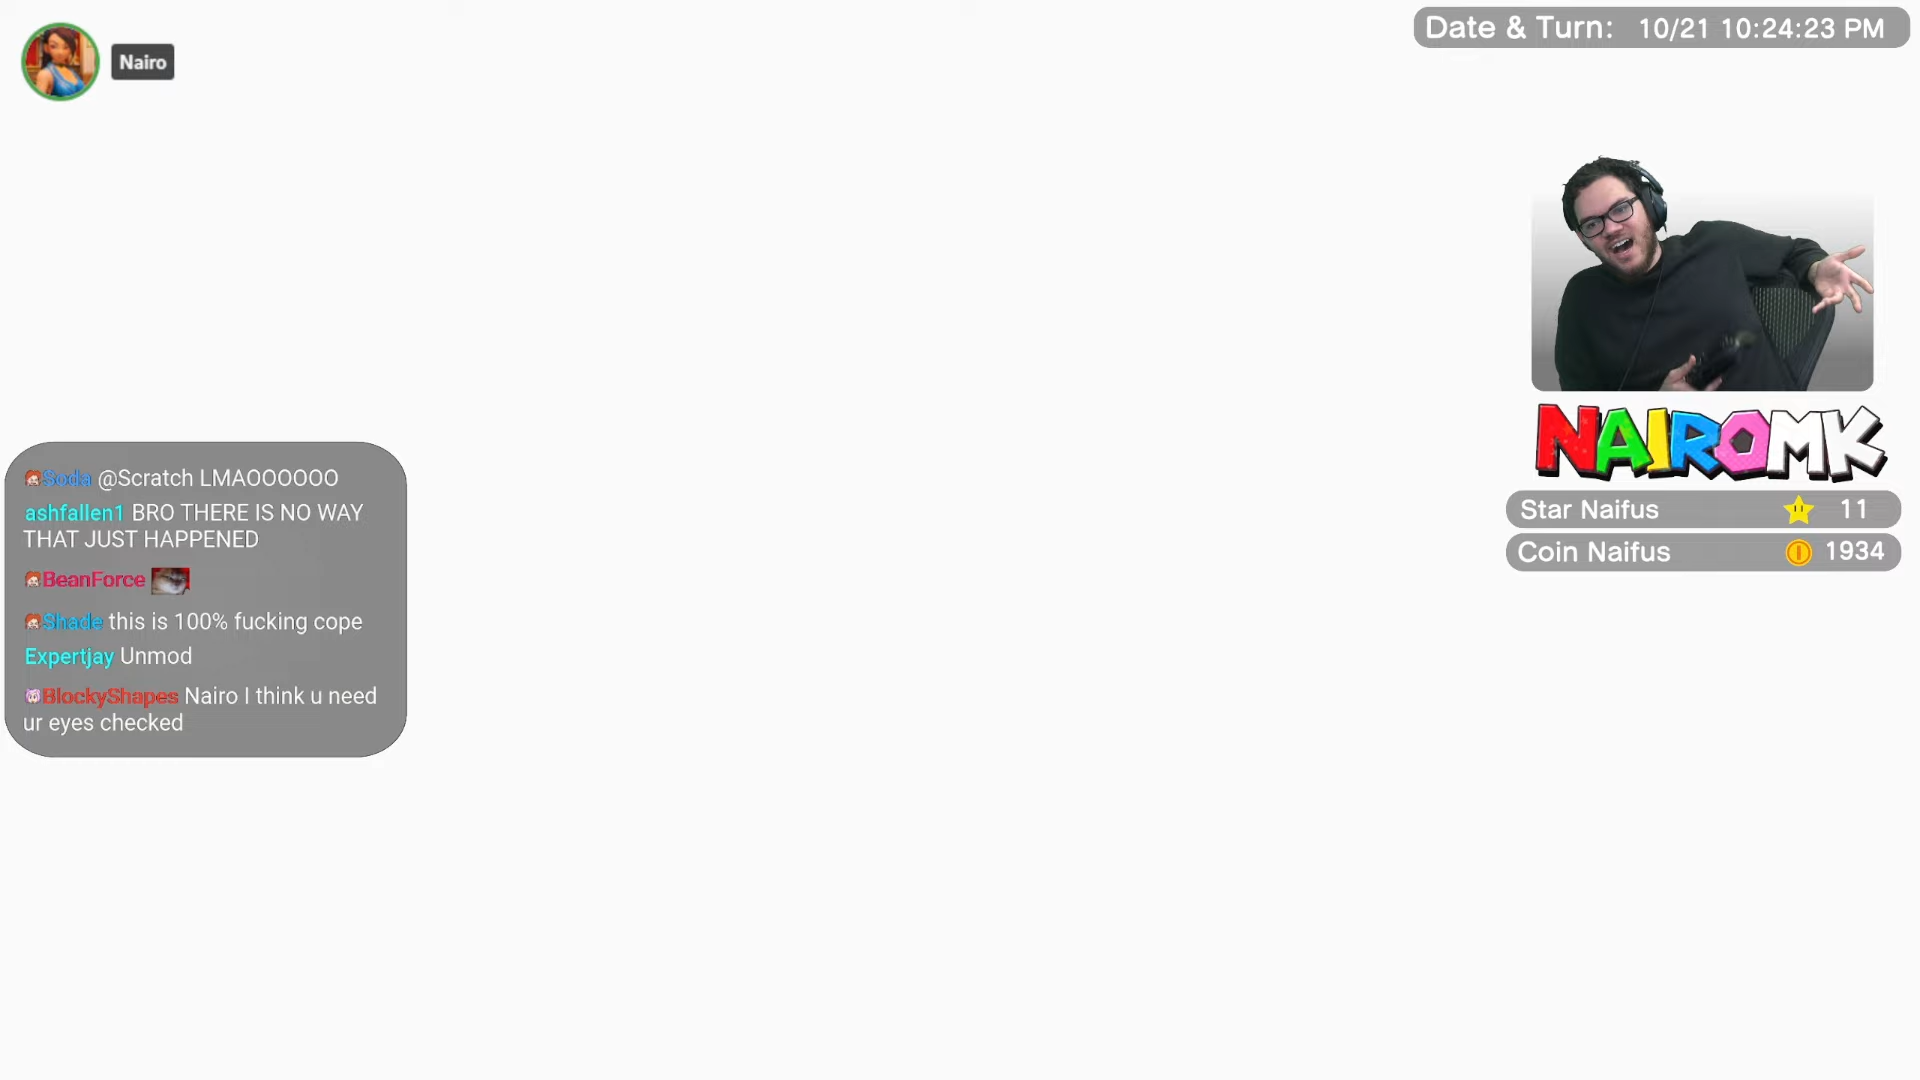 Nairo
Date & Turn: 10/21 10:24:23 PM
Soda @Scratch LMAOOOOOO
ashfallen1 BRO THERE IS NO WAY
THAT JUST HAPPENED
BeanForce
Shade this is 100% fucking cope
Expertjay Unmod
BlockyShapes Nairo I think u need
ur eyes checked
NAIROMK
Star Naifus 11
Coin Naifus 1934